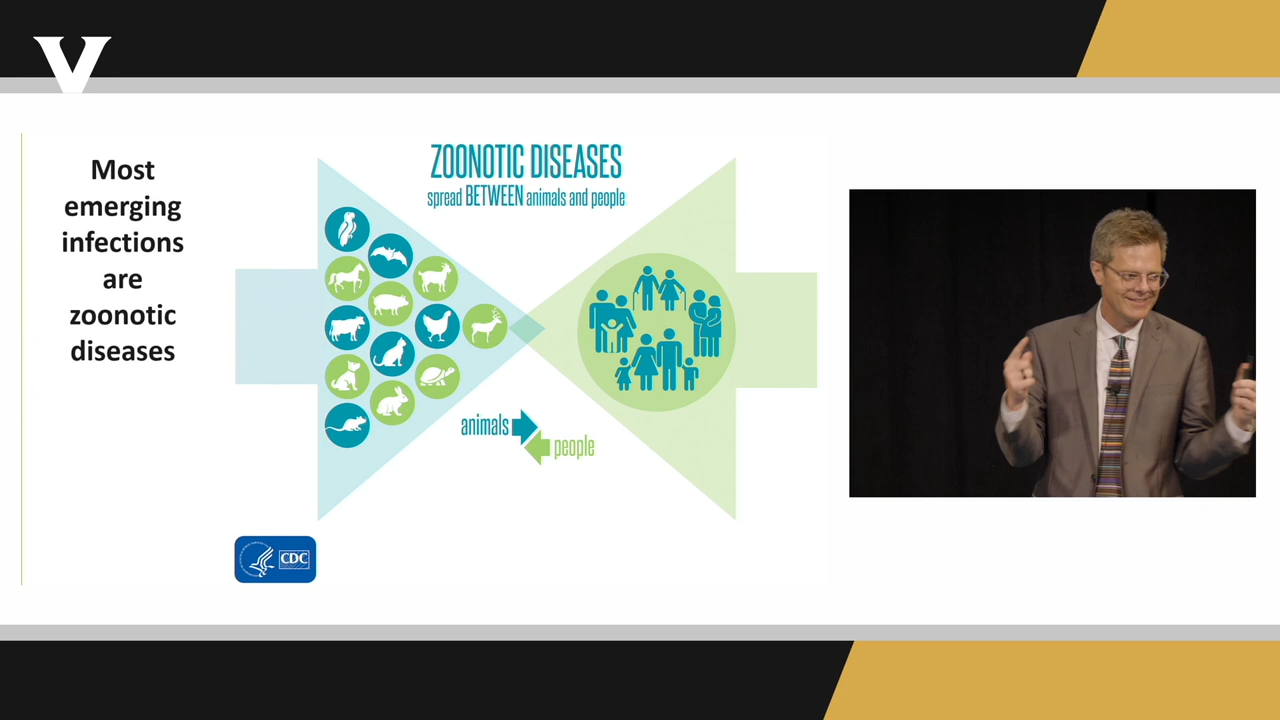 V
Most
emerging
infections
are
zoonotic
diseases
ZOONOTIC DISEASES
spread BETWEEN animals and people
animals
people
CDC